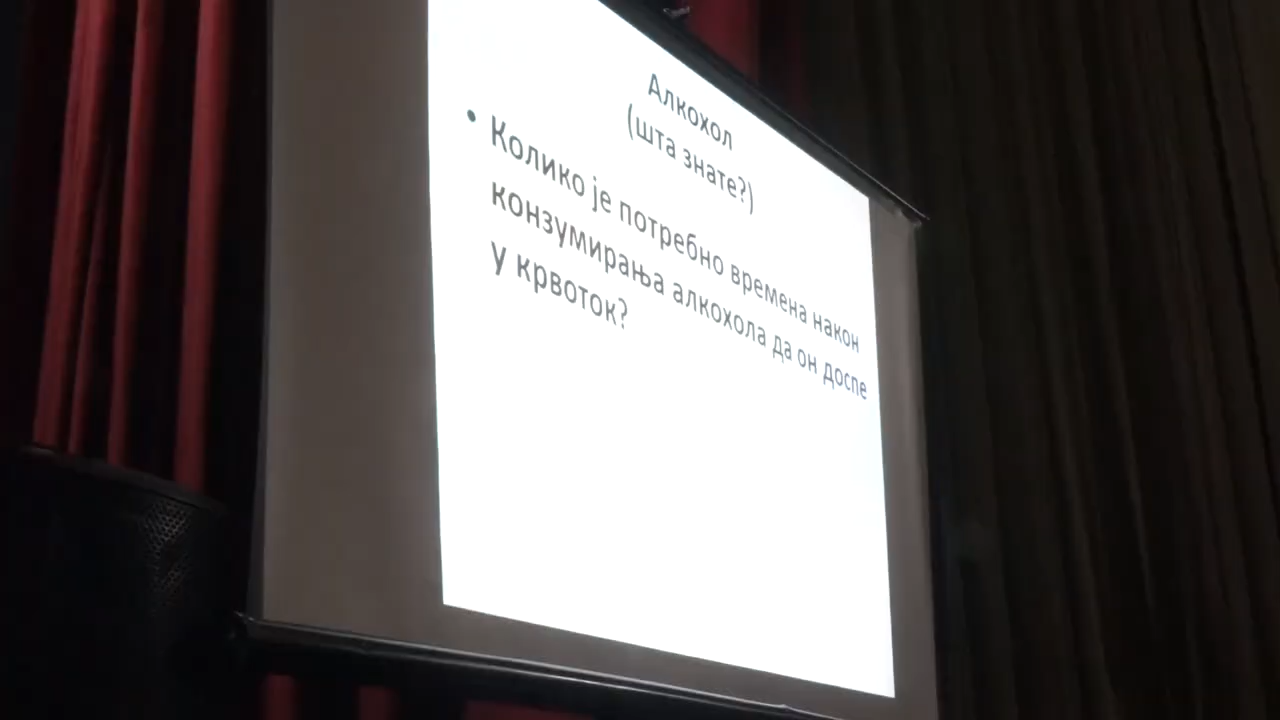 Алкохол
(шта знате?)
• Колико је потребно времена након
конзумирања алкохола да он доспе
у крвоток?